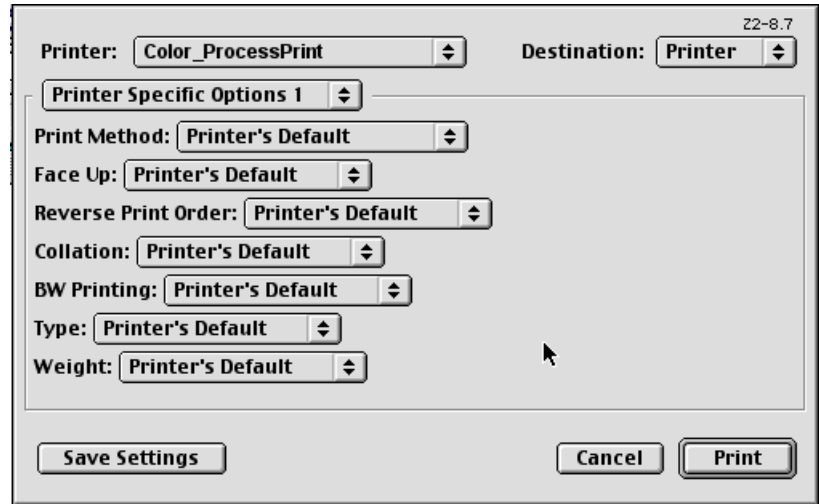 Z2-8.7
Printer: Color_ProcessPrint Destination: Printer
Printer Specific Options 1
Print Method: Printer's Default
Face Up: Printer's Default
Reverse Print Order: Printer's Default
Collation: Printer's Default
BW Printing: Printer's Default
Type: Printer's Default
Weight: Printer's Default
Save Settings Cancel Print